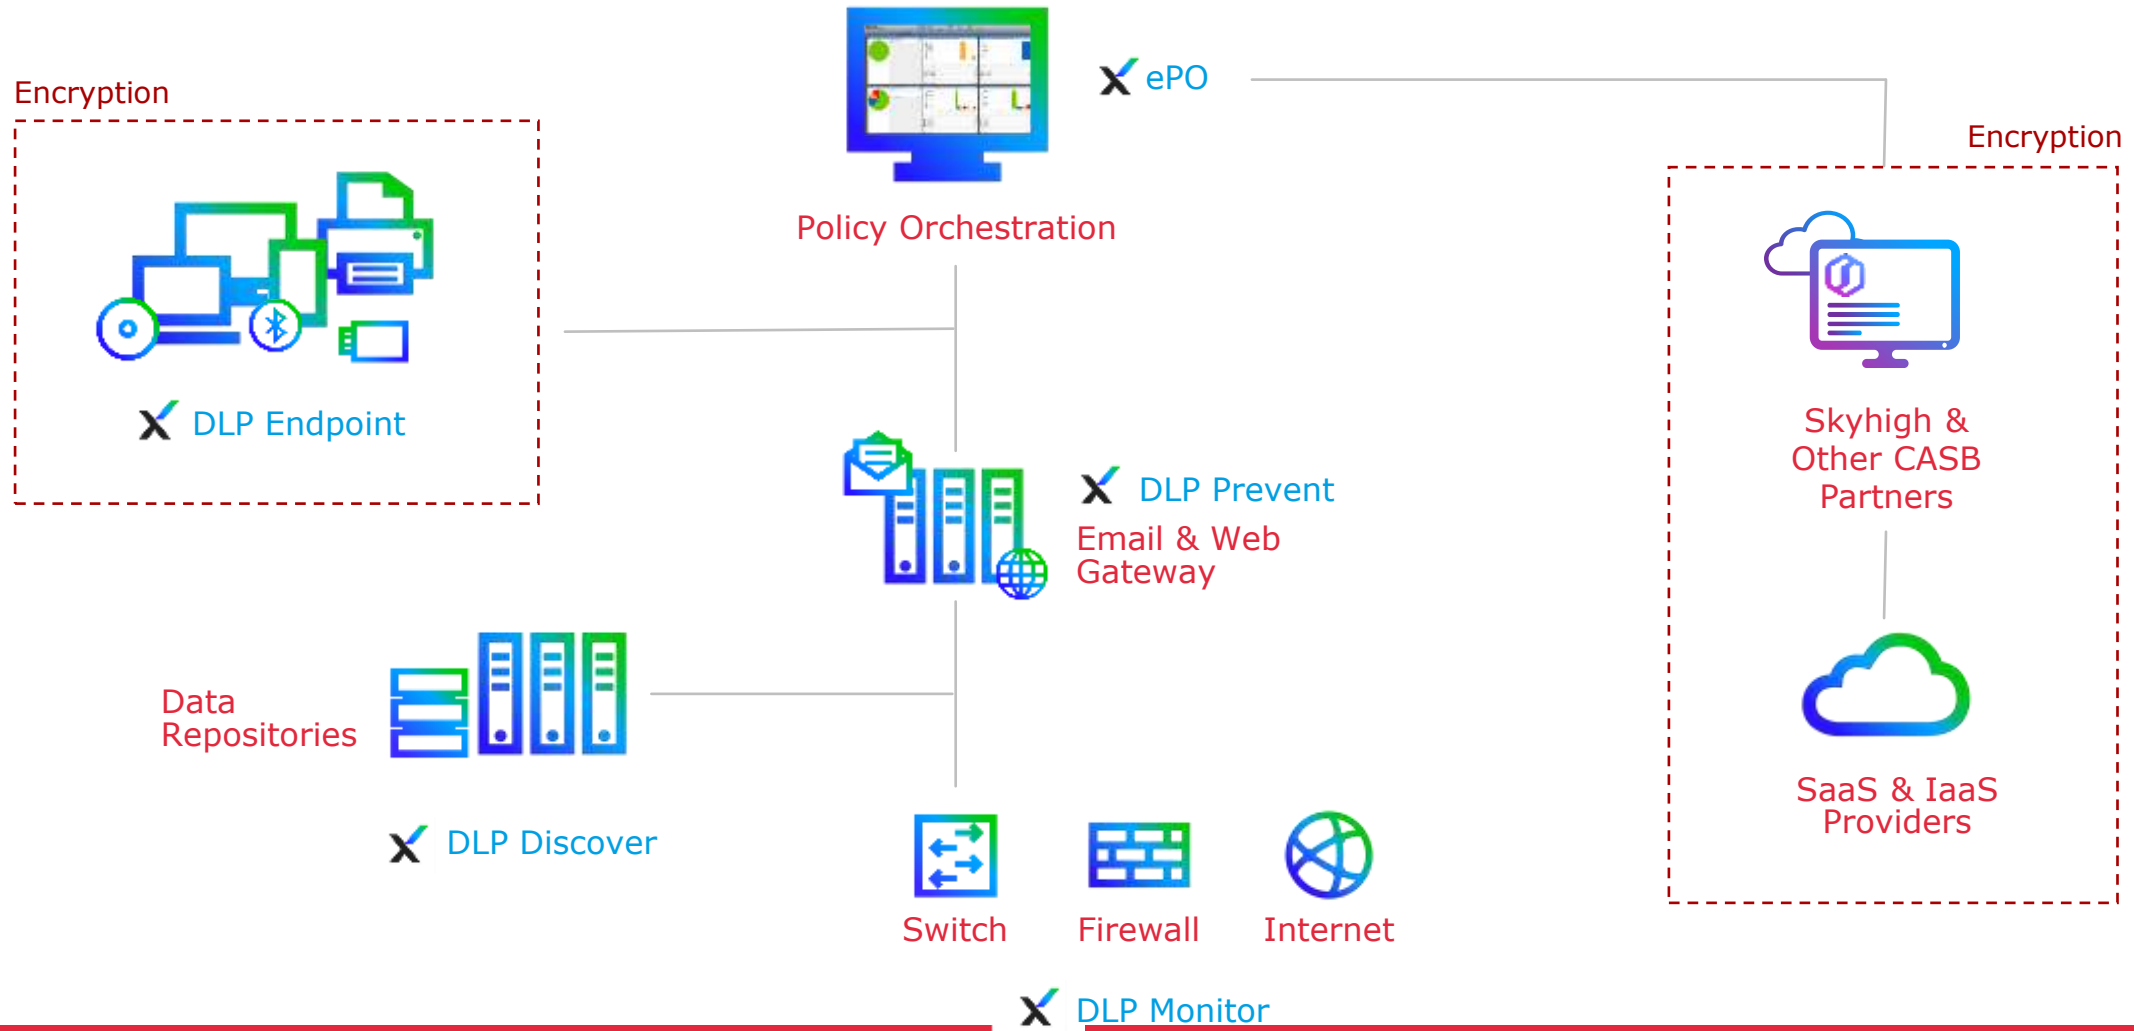 Encryption
ePO
Encryption
Policy Orchestration
DLP Endpoint
Skyhigh &
Other CASB
Partners
DLP Prevent
Email & Web
Gateway
Data
Repositories
SaaS & IaaS
Providers
DLP Discover
Switch
Firewall
Internet
DLP Monitor